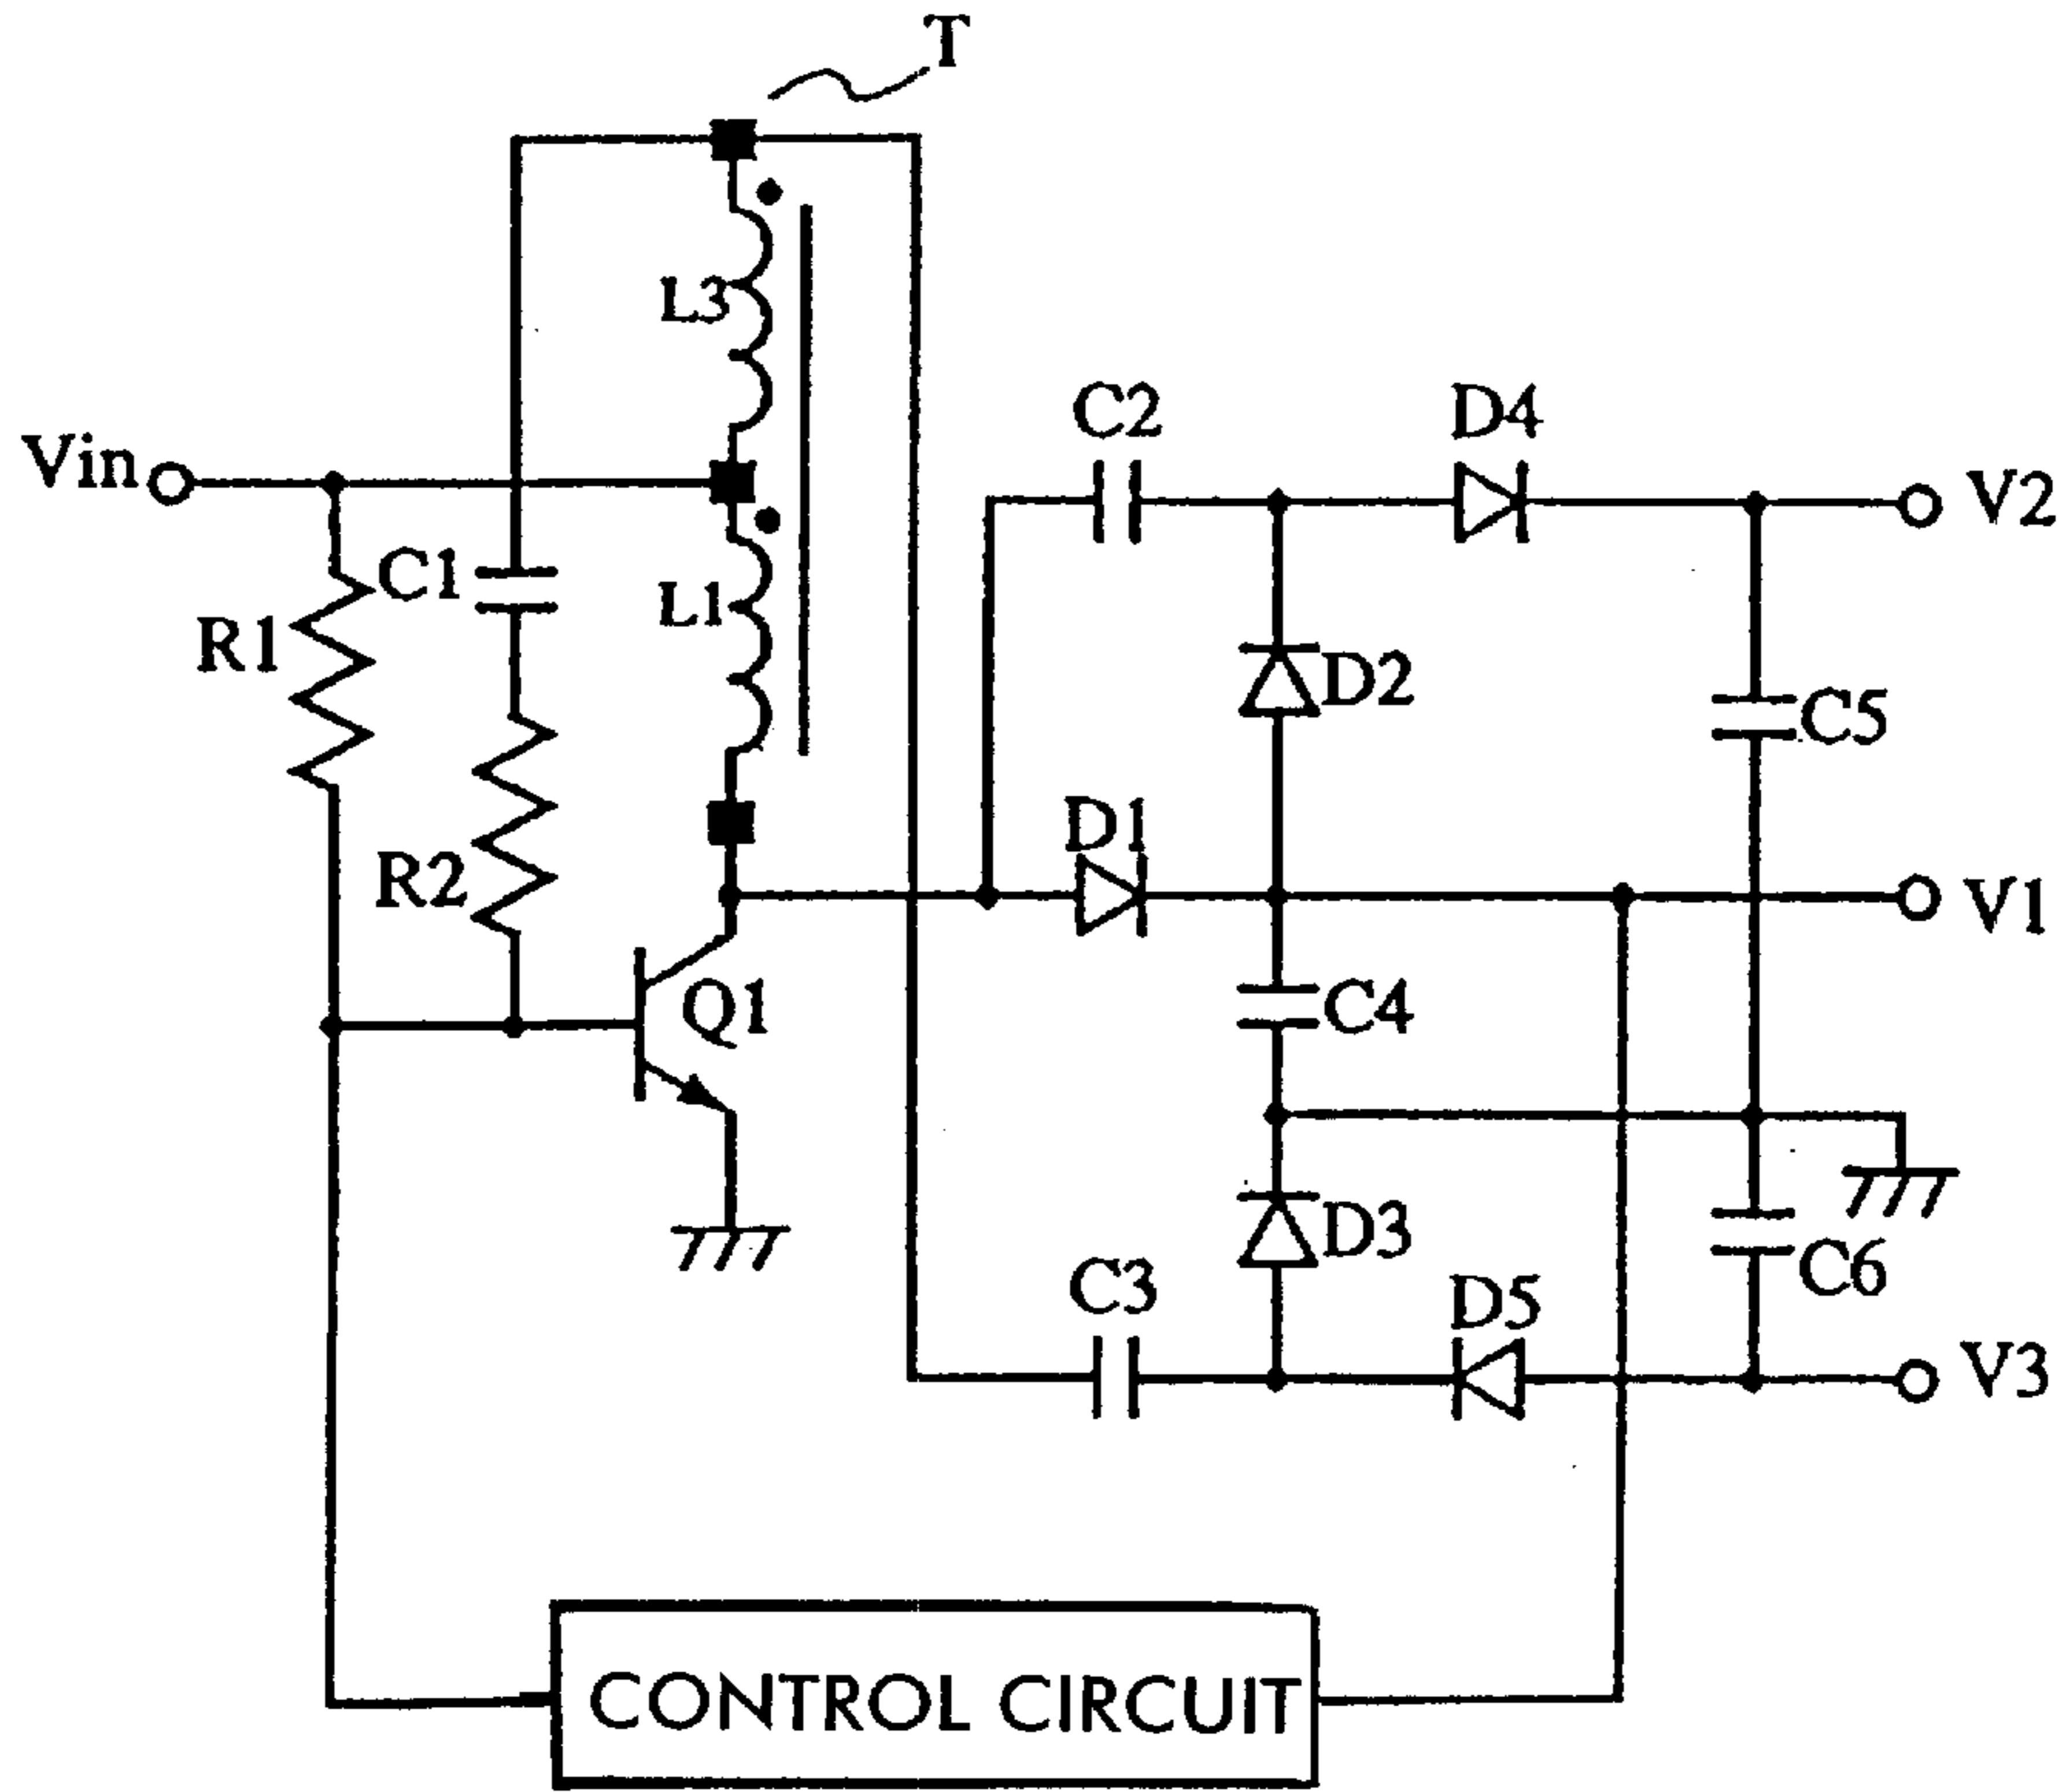 T
L3
C2
D4
Vin
V2
C1
L1
R1
D2
C5
D1
R2
V1
Q1
C4
D3
C3
D5
C6
V3
CONTROL CIRCUIT